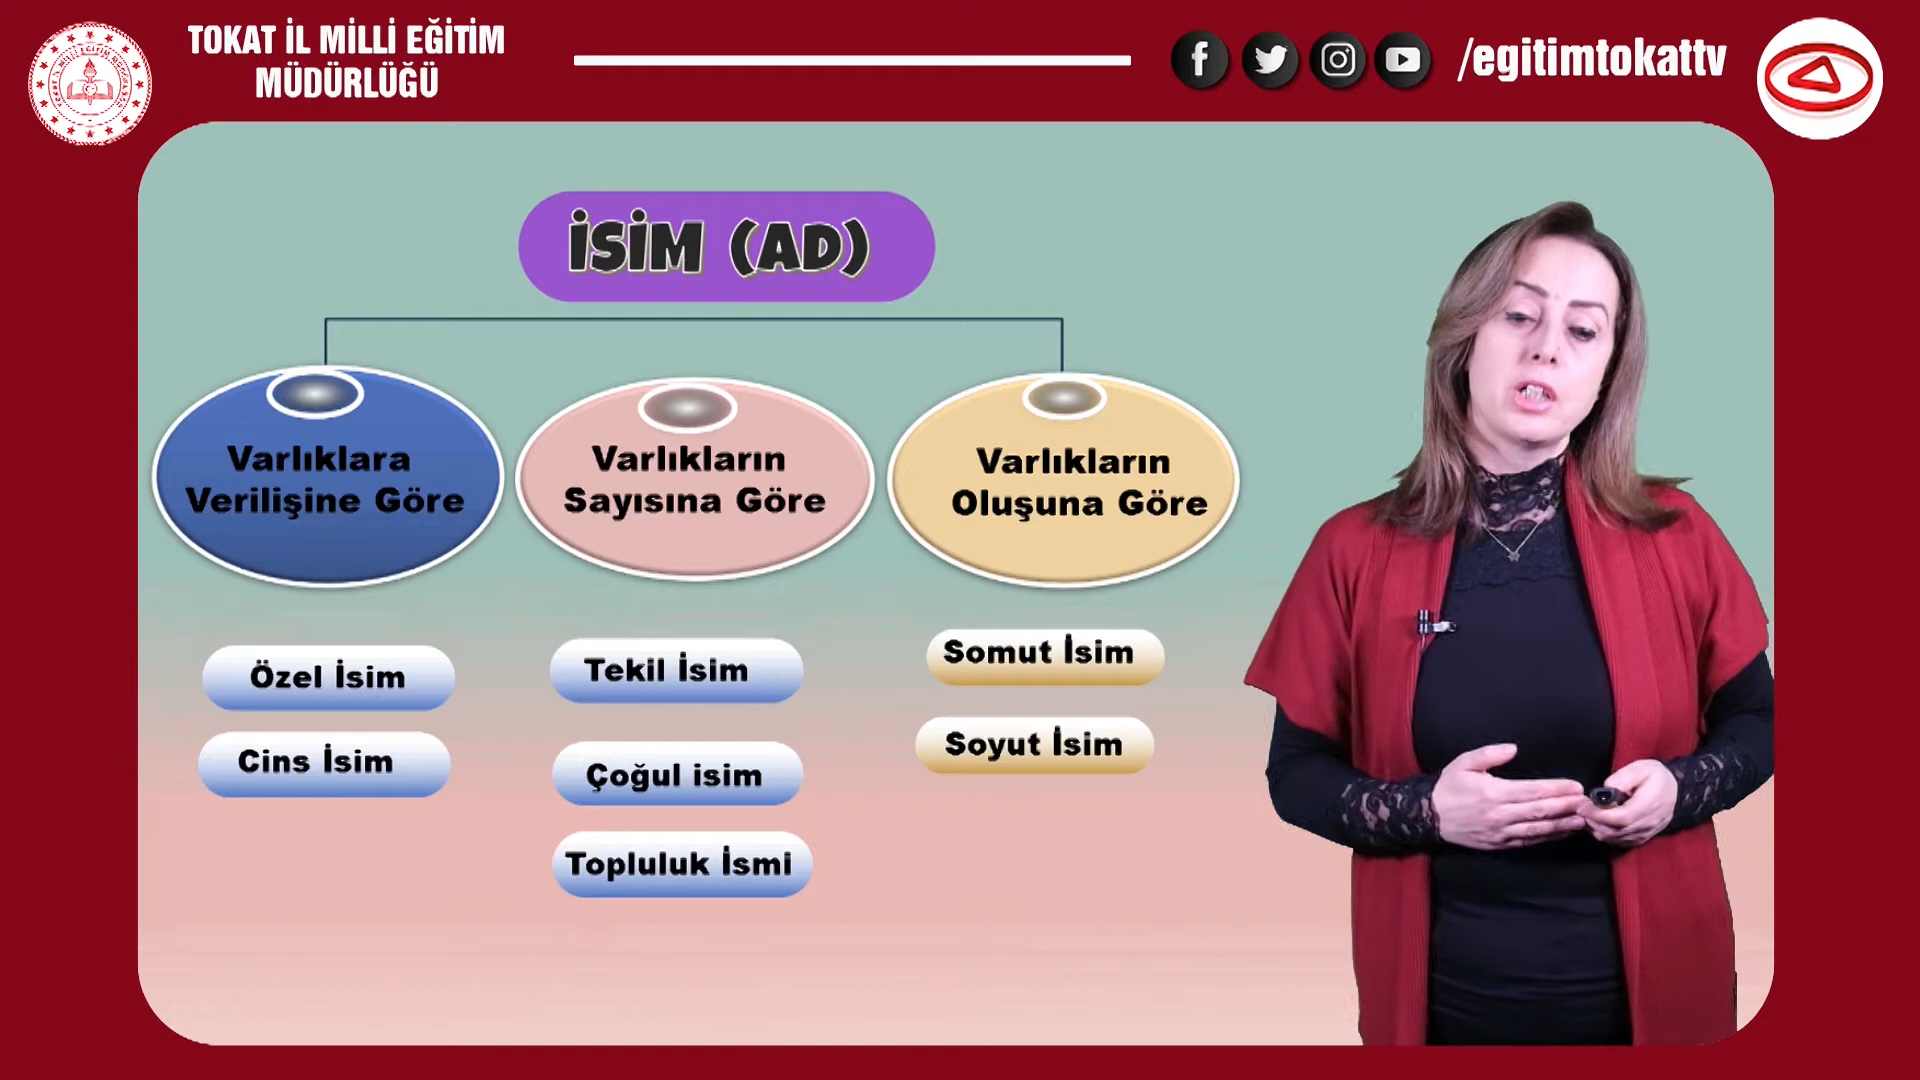 TOKAT İL MİLLİ EĞİTİM
MÜDÜRLÜĞÜ
/egitimtokattv
İSİM (AD)
Varlıklara
Verilişine Göre
Varlıkların
Sayısına Göre
Varlıkların
Oluşuna Göre
Özel İsim
Cins İsim
Tekil İsim
Çoğul isim
Topluluk İsmi
Somut İsim
Soyut İsim